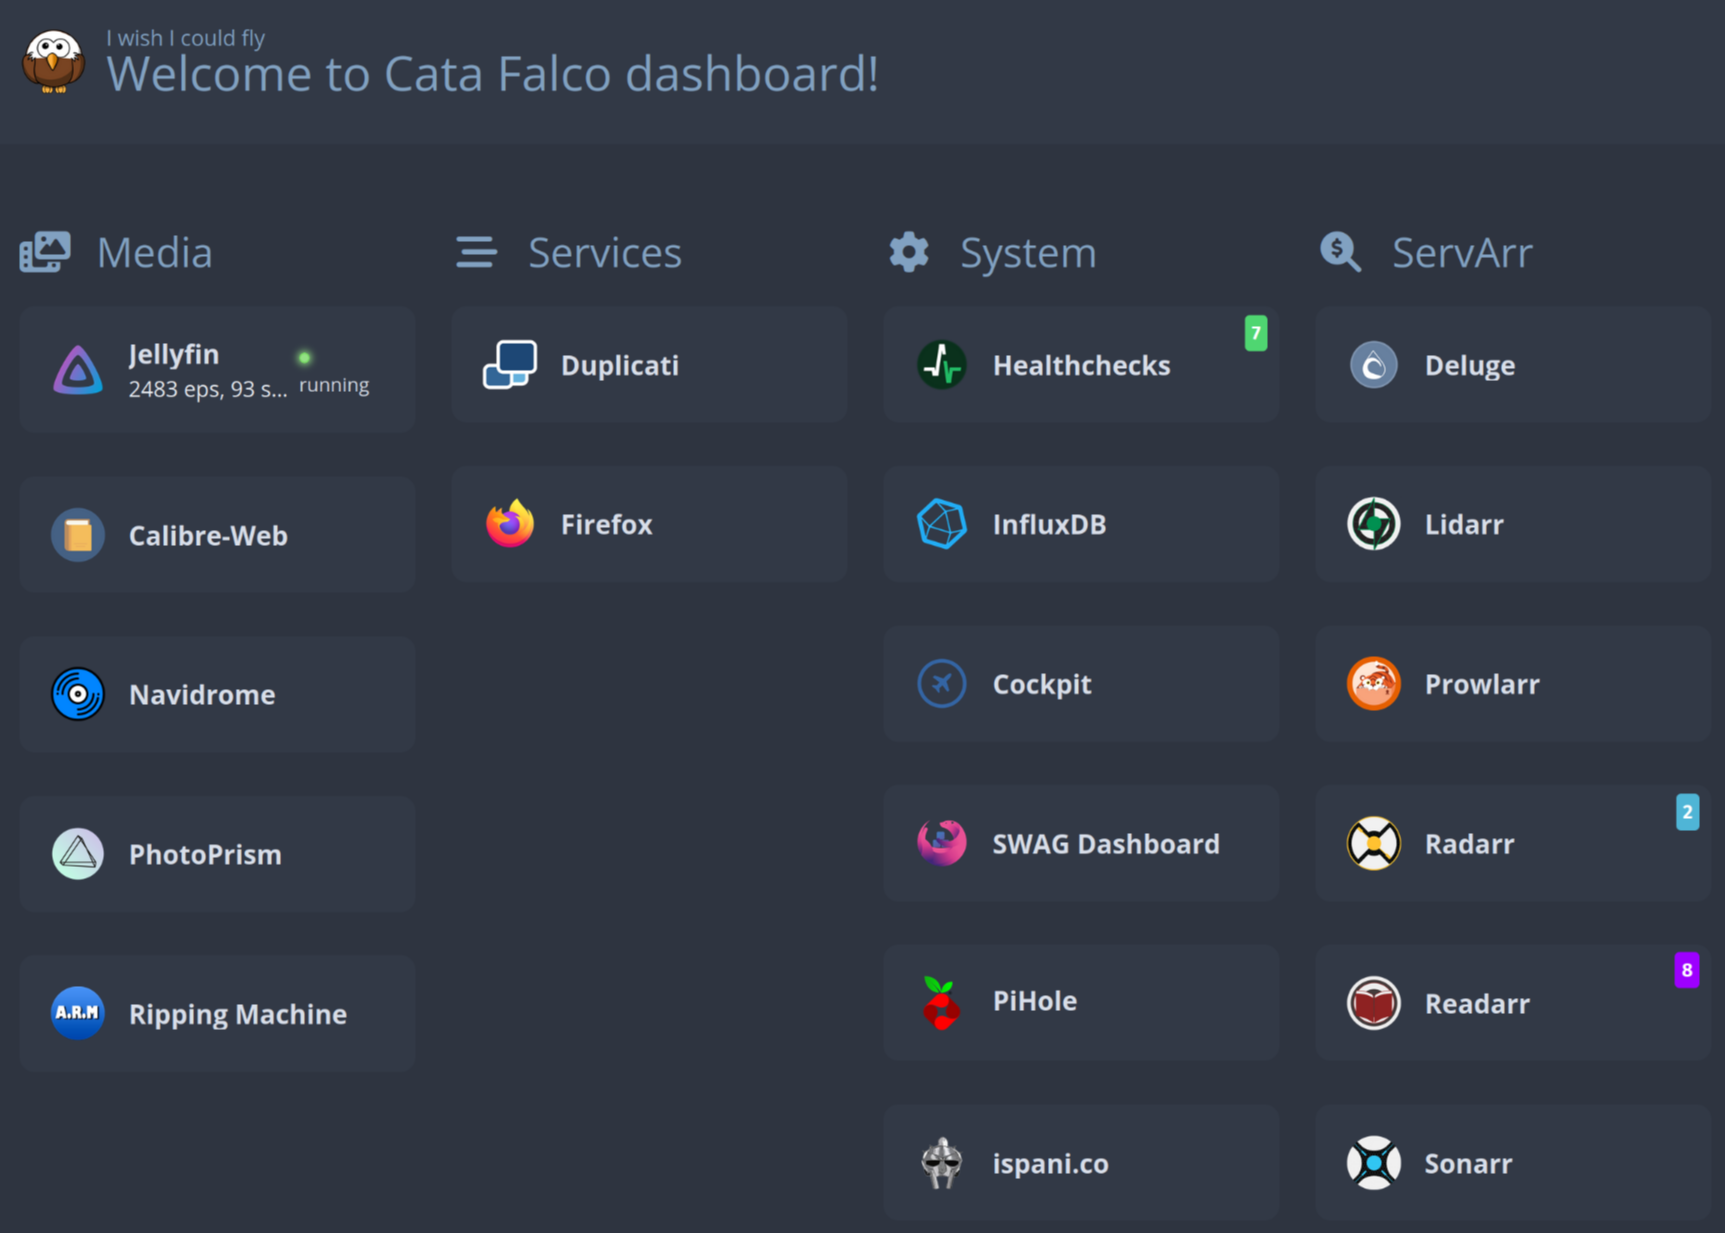 I wish I could fly
Welcome to Cata Falco dashboard!
Media
Jellyfin
2483 eps, 93 s...
running
Calibre-Web
Navidrome
PhotoPrism
A.R.M
Ripping Machine
Services
Duplicati
Firefox
System
Healthchecks
7
InfluxDB
Cockpit
SWAG Dashboard
PiHole
ispani.co
$
ServArr
Deluge
Lidarr
Prowlarr
Radarr
2
Readarr
8
Sonarr